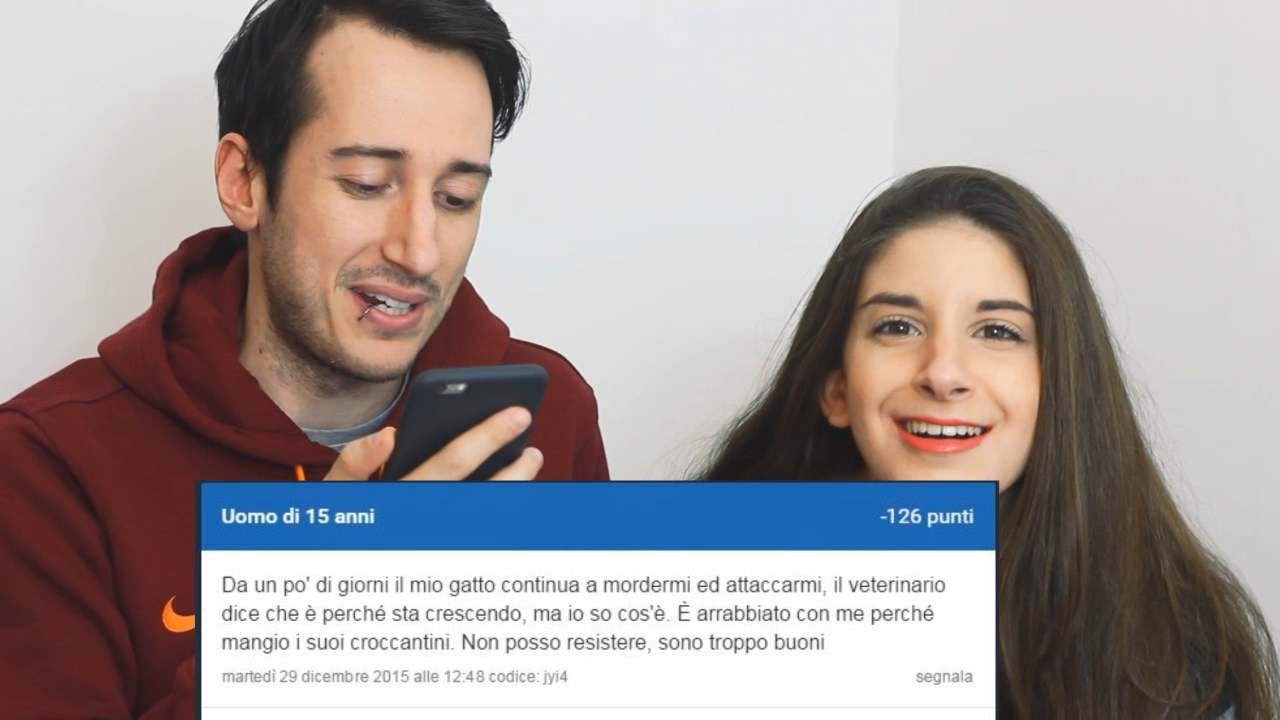 Uomo di 15 anni
-126 punti
Da un po' di giorni il mio gatto continua a mordermi ed attaccarmi, il veterinario
dice che è perché sta crescendo, ma io so cos'è. È arrabbiato con me perché
mangio i suoi croccantini. Non posso resistere, sono troppo buoni
martedì 29 dicembre 2015 alle 12:48 codice: jyi4
segnala